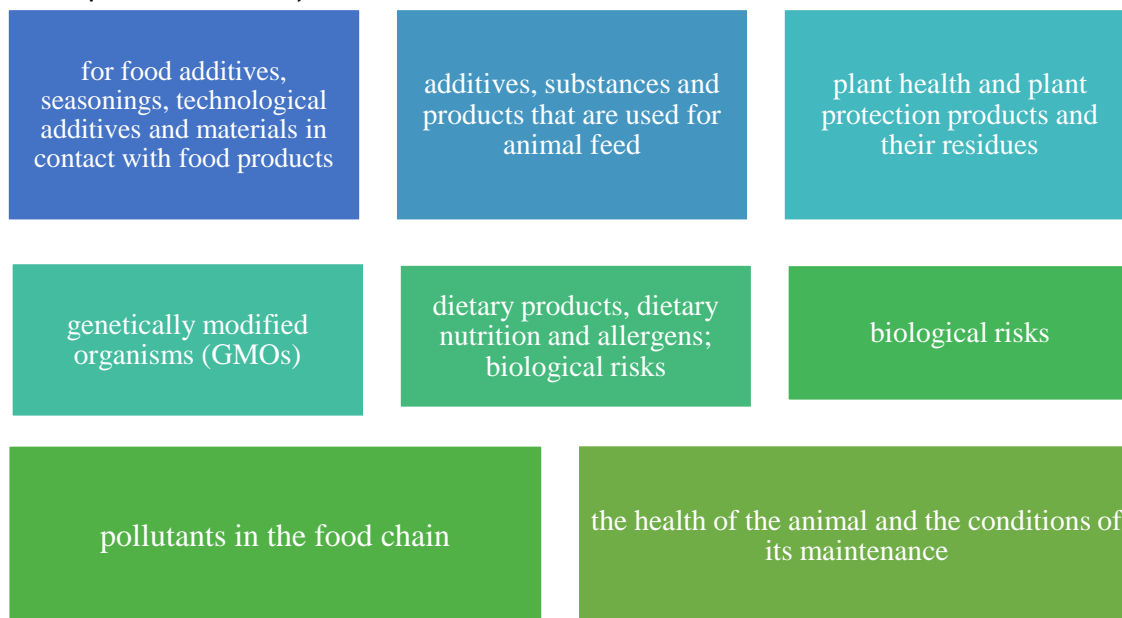 for food additives,
seasonings, technological
additives and materials in
contact with food products
additives, substances and
products that are used for
animal feed
plant health and plant
protection products and
their residues
genetically modified
organisms (GMOs)
dietary products, dietary
nutrition and allergens;
biological risks
biological risks
pollutants in the food chain
the health of the animal and the conditions of
its maintenance